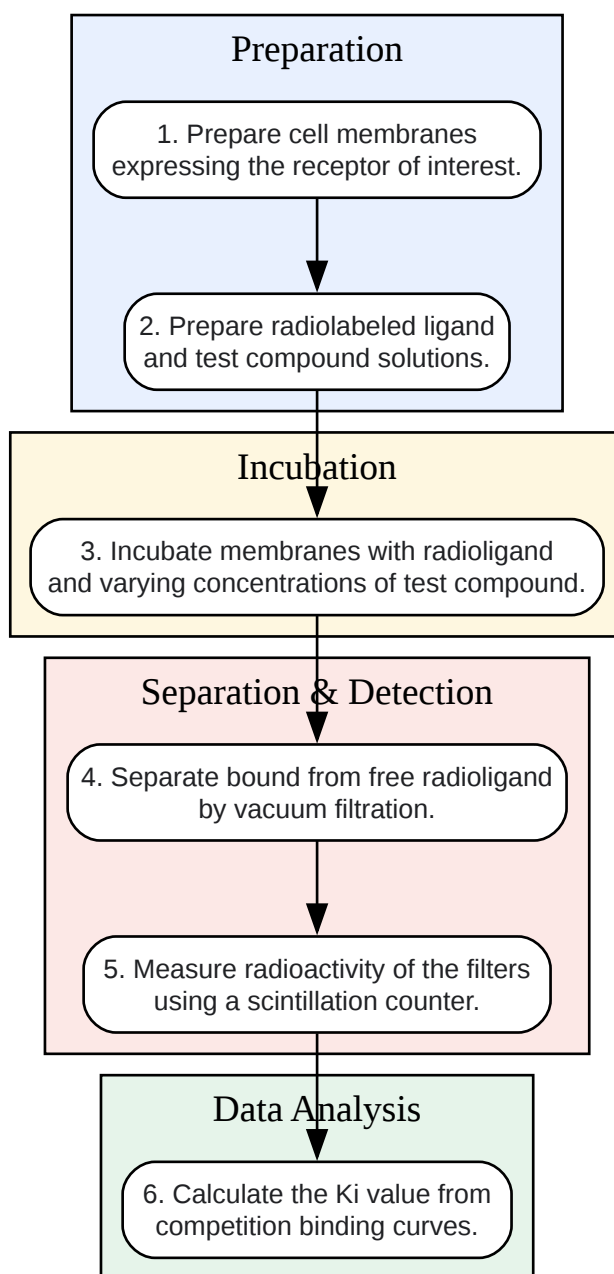 Preparation
1. Prepare cell membranes
expressing the receptor of interest.
2. Prepare radiolabeled ligand
and test compound solutions.
Incubation
3. Incubate membranes with radioligand
and varying concentrations of test compound.
Separation & Detection
4. Separate bound from free radioligand
by vacuum filtration.
5. Measure radioactivity of the filters
using a scintillation counter.
Data Analysis
6. Calculate the Ki value from
competition binding curves.